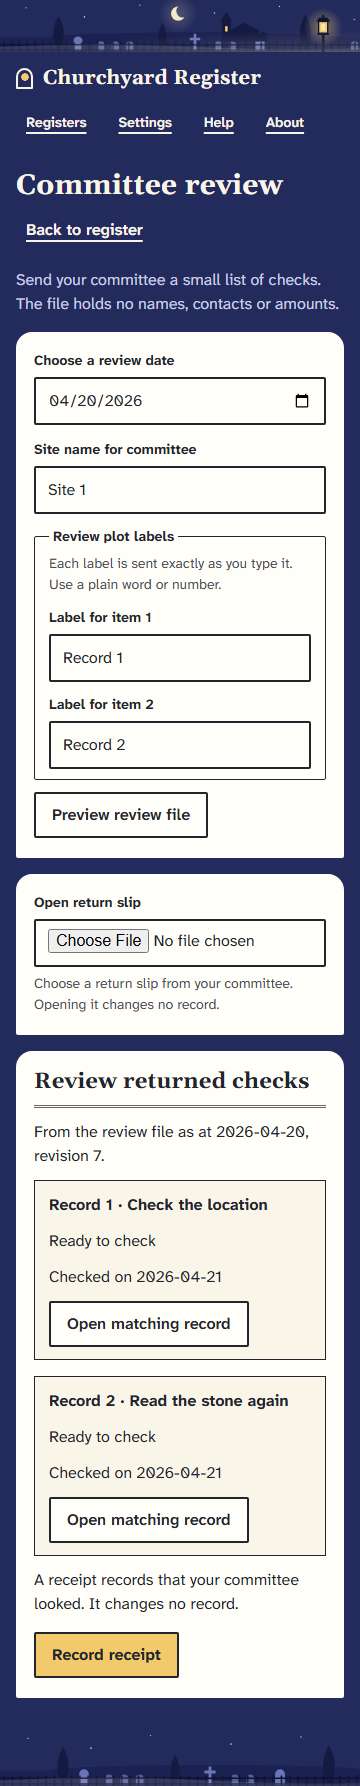 Churchyard Register
Registers Settings Help About
Committee review
Back to register
Send your committee a small list of checks.
The file holds no names, contacts or amounts.
Choose a review date
04/20/2026
Site name for committee
Site 1
Review plot labels
Each label is sent exactly as you type it.
Use a plain word or number.
Label for item 1
Record 1
Label for item 2
Record 2
Preview review file
Open return slip
Choose File No file chosen
Choose a return slip from your committee.
Opening it changes no record.
Review returned checks
From the review file as at 2026-04-20,
revision 7.
Record 1 · Check the location
Ready to check
Checked on 2026-04-21
Open matching record
Record 2 · Read the stone again
Ready to check
Checked on 2026-04-21
Open matching record
A receipt records that your committee
looked. It changes no record.
Record receipt